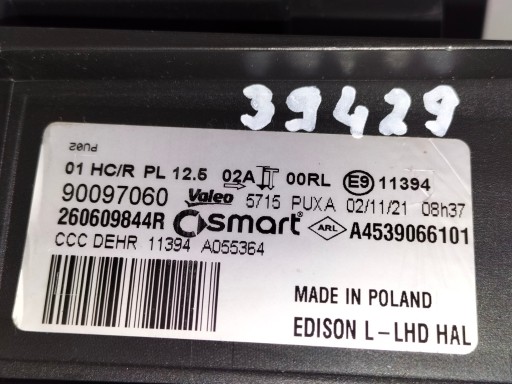 39429
PU02
01 HC/R PL 12.5 02A 00RL E9 11394
90097060 Valeo 5715 PUXA 02/11/21 08h37
260609844R smart ARL A4539066101
CCC DEHR 11394 A055364
MADE IN POLAND
EDISON L-LHD HAL